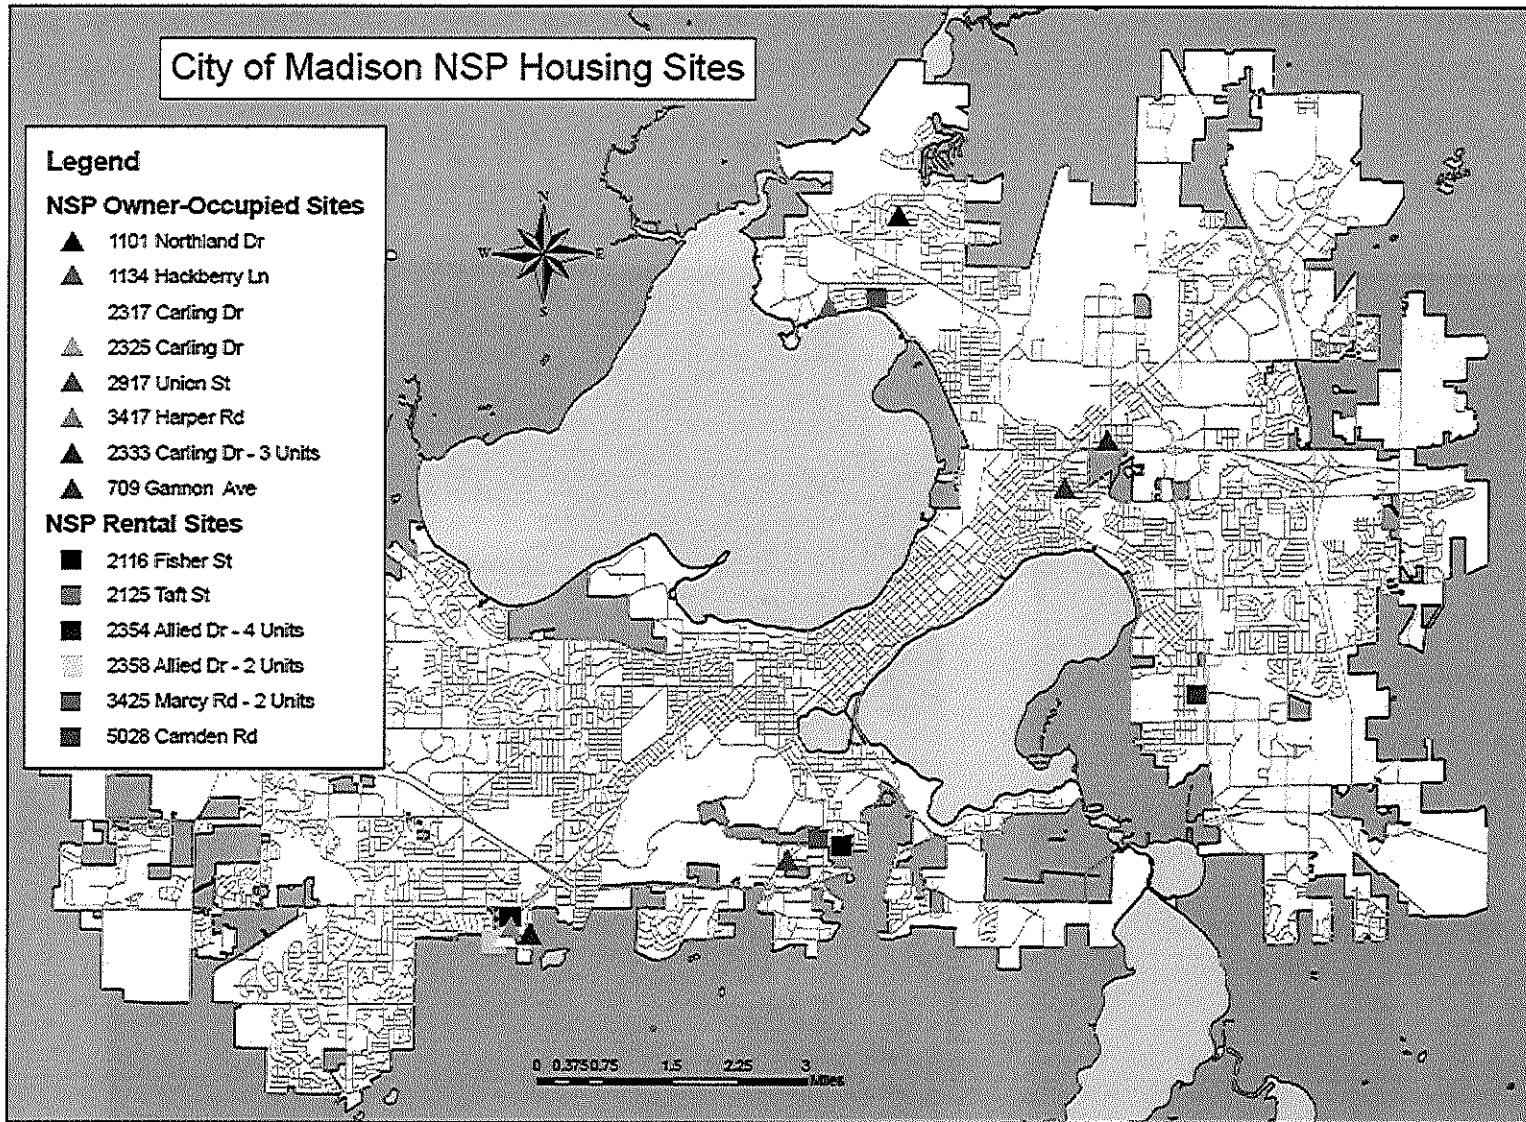 City of Madison NSP Housing Sites
Legend
NSP Owner-Occupied Sites
1101 Northland Dr
1134 Hackberry Ln
2317 Carling Dr
2325 Carling Dr
2917 Union St
3417 Harper Rd
2333 Carling Dr - 3 Units
709 Gannon Ave
NSP Rental Sites
2116 Fisher St
2125 Taft St
2354 Allied Dr - 4 Units
2358 Allied Dr - 2 Units
3425 Marcy Rd - 2 Units
5028 Camden Rd
N
W E
S
0 0.375 0.75 1.5 2.25 3
Miles